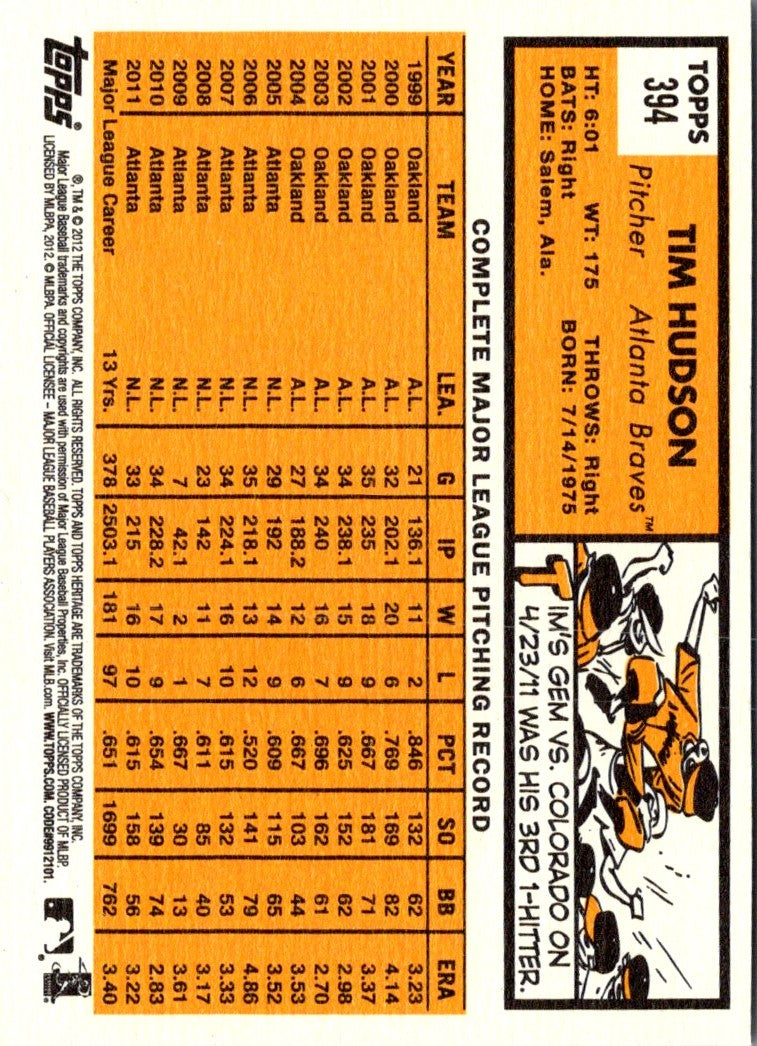 TOPPS
394
TIM HUDSON
Pitcher Atlanta Braves™
HT: 6:01 WT: 175 THROWS: Right
BATS: Right BORN: 7/14/1975
HOME: Salem, Ala.
TIM'S GEM VS. COLORADO ON
4/23/11 WAS HIS 3RD 1-HITTER.
COMPLETE MAJOR LEAGUE PITCHING RECORD
YEAR TEAM LEA. G IP W L PCT SO BB ERA
1999 Oakland A.L. 21 136.1 11 2 .846 132 62 3.23
2000 Oakland A.L. 32 202.1 20 6 .769 169 82 4.14
2001 Oakland A.L. 35 235 18 9 .667 181 71 3.37
2002 Oakland A.L. 34 238.1 15 9 .625 152 62 2.98
2003 Oakland A.L. 34 240 16 7 .696 162 61 2.70
2004 Oakland A.L. 27 188.2 12 6 .667 103 44 3.53
2005 Atlanta N.L. 29 192 14 9 .609 115 65 3.52
2006 Atlanta N.L. 35 218.1 13 12 .520 141 79 4.86
2007 Atlanta N.L. 34 224.1 16 10 .615 132 53 3.33
2008 Atlanta N.L. 23 142 11 7 .611 85 40 3.17
2009 Atlanta N.L. 7 42.1 2 1 .667 30 13 3.61
2010 Atlanta N.L. 34 228.2 17 9 .654 139 74 2.83
2011 Atlanta N.L. 33 215 16 10 .615 158 56 3.22
Major League Career 13 Yrs. 378 2503.1 181 97 .651 1699 762 3.40
topps®
®, TM & © 2012 THE TOPPS COMPANY, INC. ALL RIGHTS RESERVED. TOPPS AND TOPPS HERITAGE ARE TRADEMARKS OF THE TOPPS COMPANY, INC.
Major League Baseball trademarks and copyrights are used with permission of Major League Baseball Properties, Inc. OFFICIALLY LICENSED PRODUCT OF MLBP.
LICENSED BY MLBPA, 2012. © MLBPA. OFFICIAL LICENSEE – MAJOR LEAGUE BASEBALL PLAYERS ASSOCIATION. Visit MLB.com. WWW.TOPPS.COM. CODE#9912101.